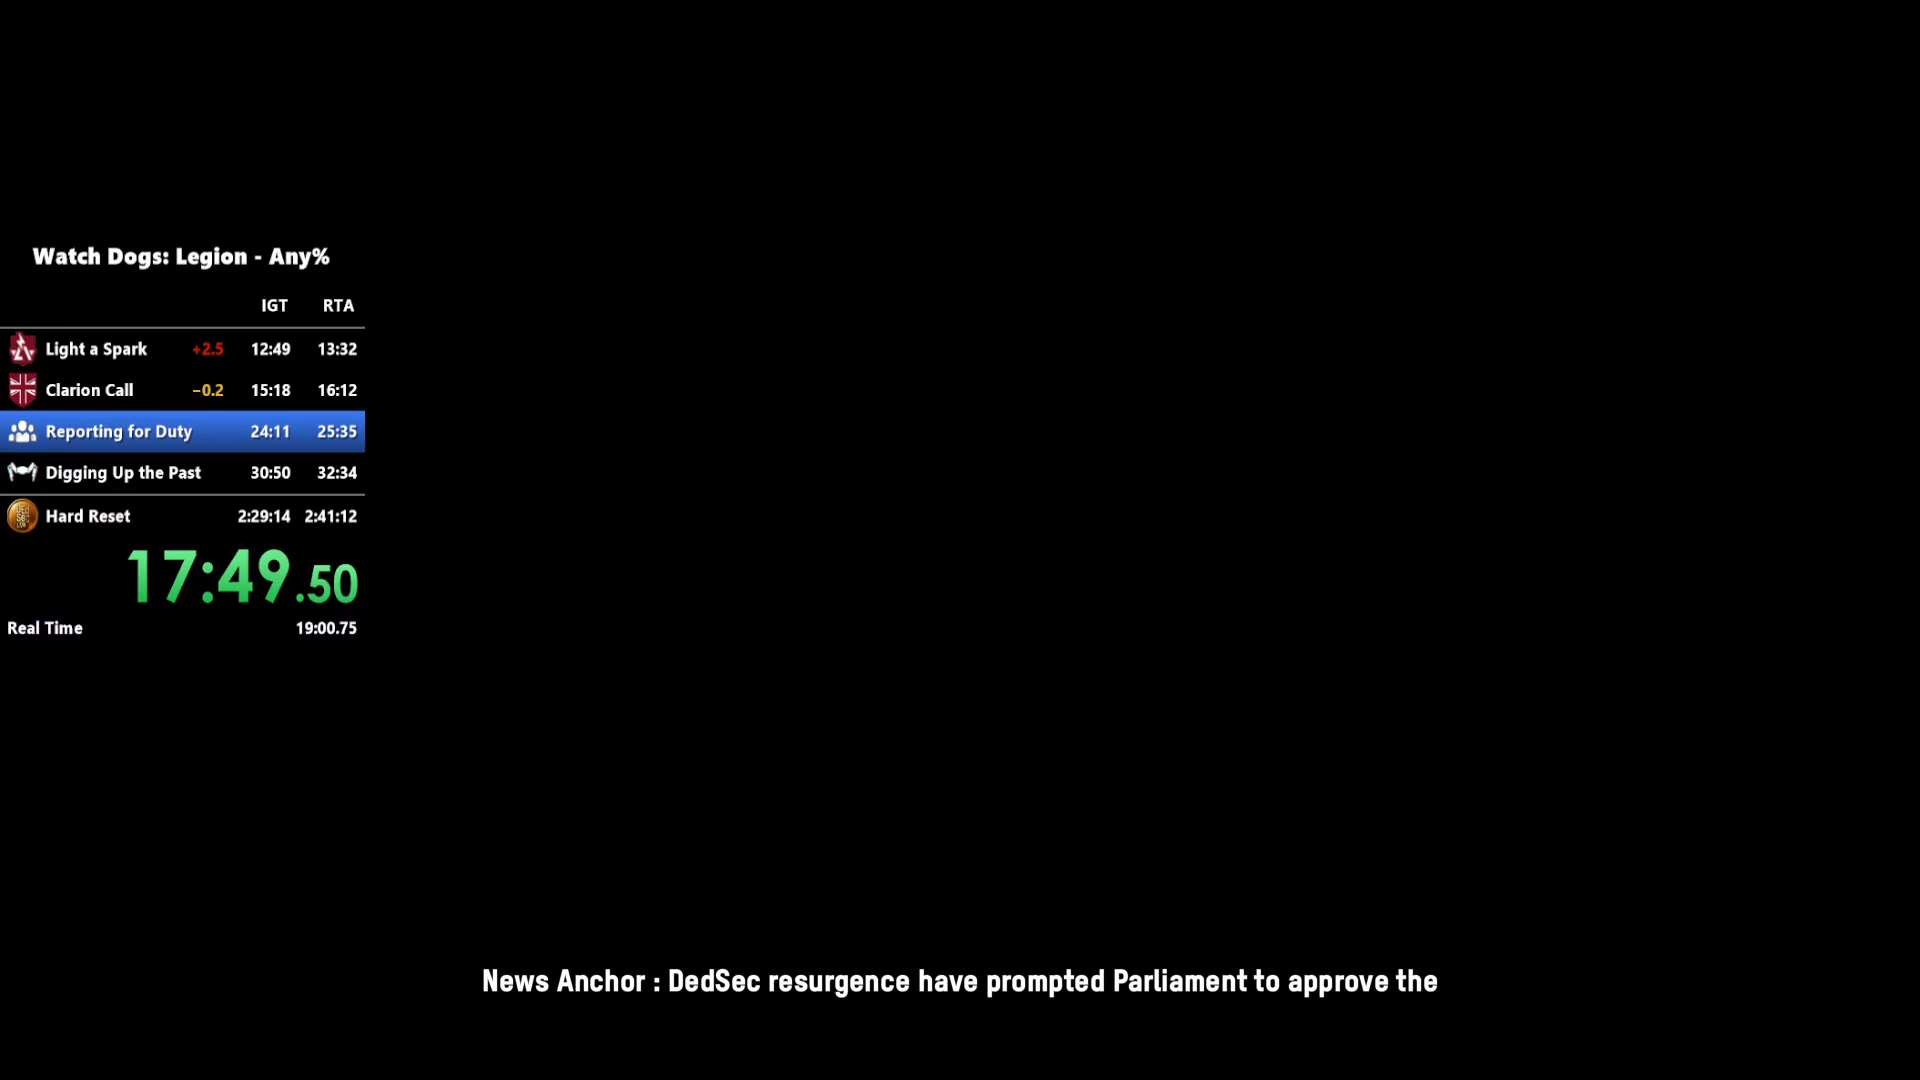 Watch Dogs: Legion - Any%
IGT RTA
Light a Spark +2.5 12:49 13:32
Clarion Call −0.2 15:18 16:12
Reporting for Duty 24:11 25:35
Digging Up the Past 30:50 32:34
Hard Reset 2:29:14 2:41:12
17:49.50
Real Time 19:00.75
News Anchor : DedSec resurgence have prompted Parliament to approve the